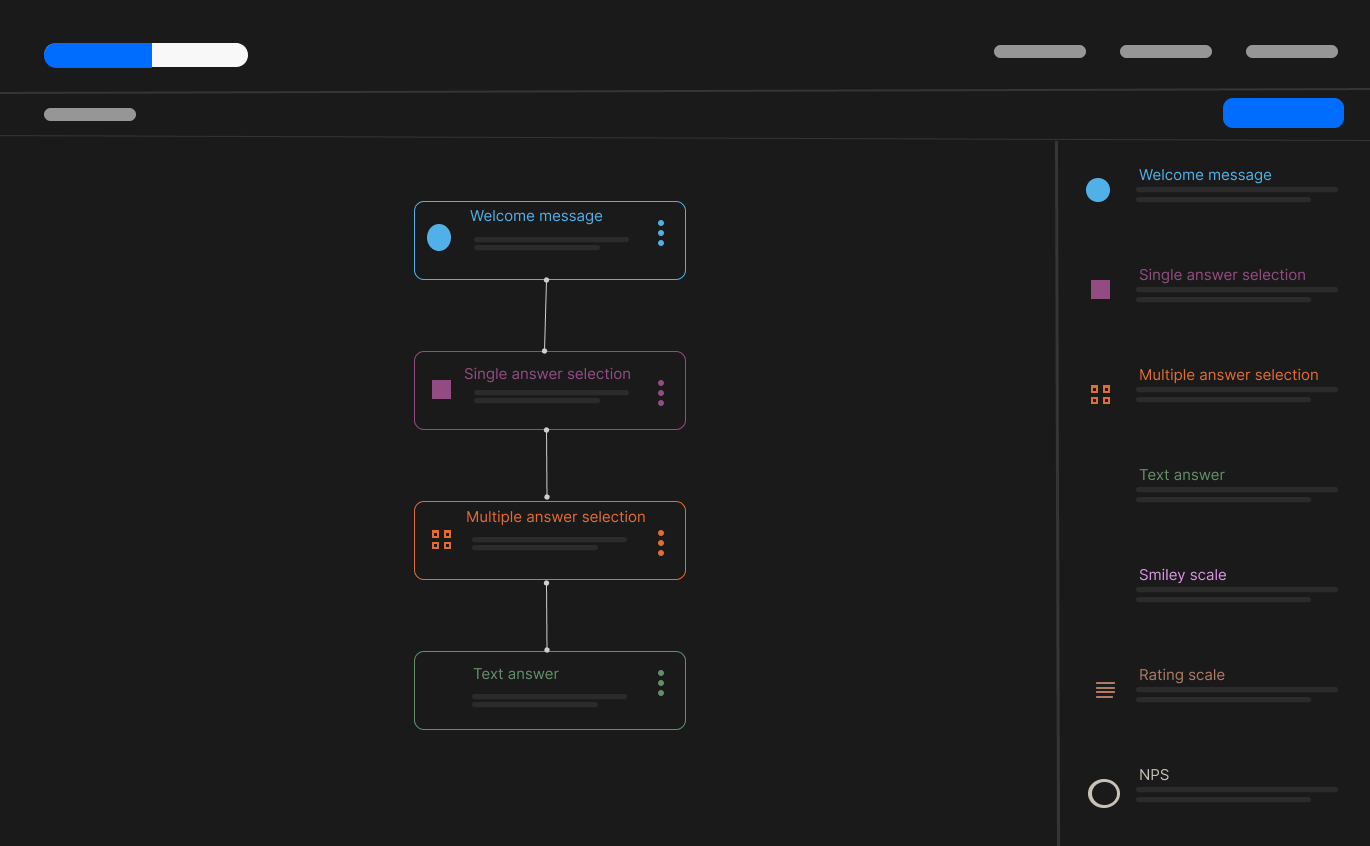 Welcome message
Single answer selection
Multiple answer selection
Text answer
Welcome message
Single answer selection
Multiple answer selection
Text answer
Smiley scale
Rating scale
NPS